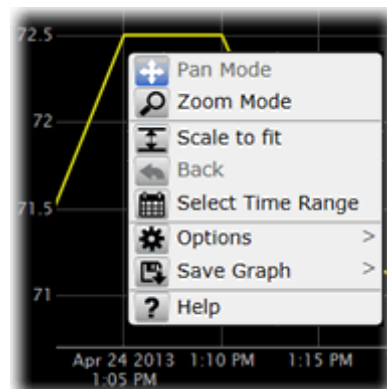 72.5
Pan Mode
Zoom Mode
72
Scale to fit
Back
71.5
Select Time Range
Options >
Save Graph >
71
? Help
Apr 24 2013 1:10 PM 1:15 PM
1:05 PM